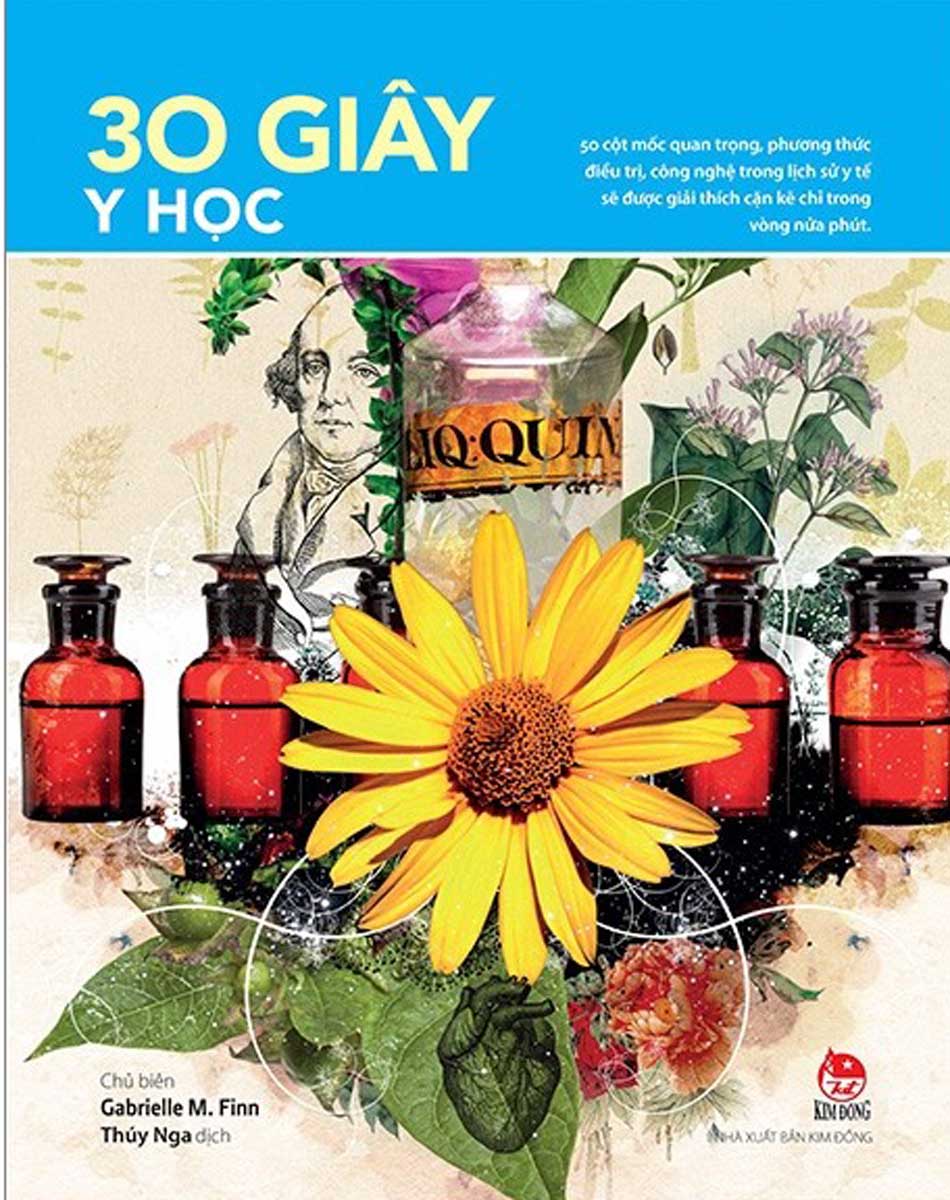 30 GIÂY
Y HỌC
50 cột mốc quan trọng, phương thức
điều trị, công nghệ trong lịch sử y tế
sẽ được giải thích cặn kẽ chỉ trong
vòng nửa phút.
LIQ:QUIN
Chủ biên
Gabrielle M. Finn
Thúy Nga dịch
KIM ĐỒNG
NHÀ XUẤT BẢN KIM ĐỒNG